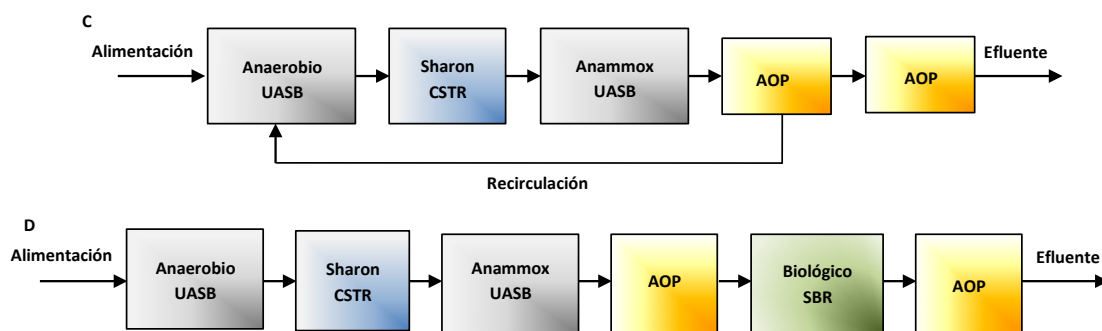 C
Alimentación
Anaerobio
UASB
Sharon
CSTR
Anammox
UASB
AOP
AOP
Efluente
Recirculación
D
Alimentación
Anaerobio
UASB
Sharon
CSTR
Anammox
UASB
AOP
Biológico
SBR
AOP
Efluente